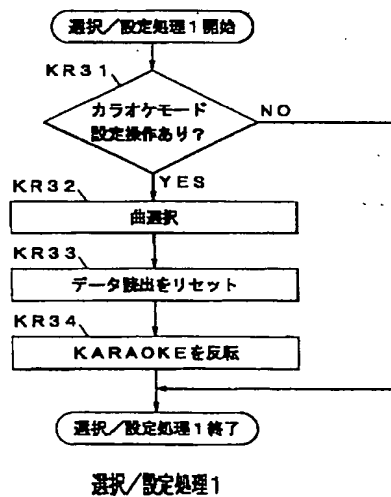 選択／設定処理1開始
KR31
カラオケモード
設定操作あり？
NO
YES
KR32
曲選択
KR33
データ読出をリセット
KR34
KARAOKEを反転
選択／設定処理1終了
選択／設定処理1